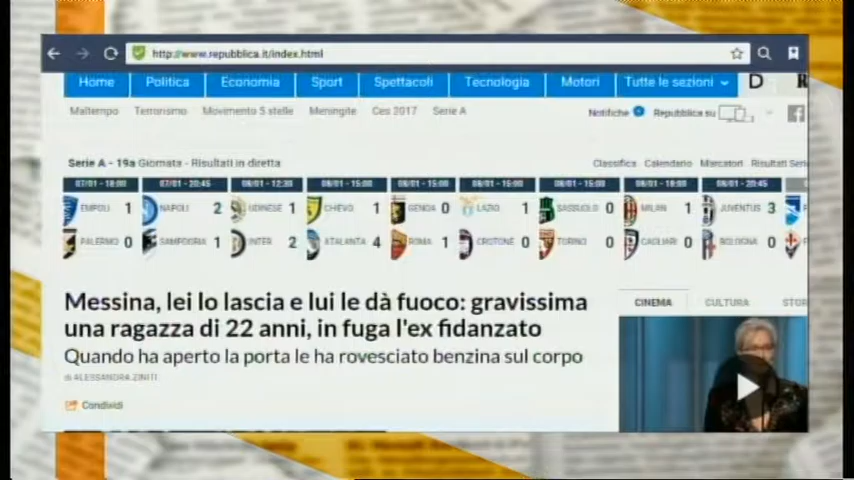 http://www.repubblica.it/index.html
Home Politica Economia Sport Spettacoli Tecnologia Motori Tutte le sezioni D R
Maltempo Terrorismo Movimento 5 stelle Meningite Ces 2017 Serie A Notifiche Repubblica su
Serie A - 19a Giornata - Risultati in diretta Classifica Calendario Marcatori Risultati Seri
07/01 - 18:00 07/01 - 20:45 08/01 - 12:30 08/01 - 15:00 08/01 - 15:00 08/01 - 15:00 08/01 - 15:00 08/01 - 18:00 08/01 - 20:45
EMPOLI 1 NAPOLI 2 UDINESE 1 CHIEVO 1 GENOA 0 LAZIO 1 SASSUOLO 0 MILAN 1 JUVENTUS 3
PALERMO 0 SAMPDORIA 1 INTER 2 ATALANTA 4 ROMA 1 CROTONE 0 TORINO 0 CAGLIARI 0 BOLOGNA 0
Messina, lei lo lascia e lui le dà fuoco: gravissima
una ragazza di 22 anni, in fuga l'ex fidanzato
Quando ha aperto la porta le ha rovesciato benzina sul corpo
di ALESSANDRA ZINITI
Condividi
CINEMA CULTURA STOR